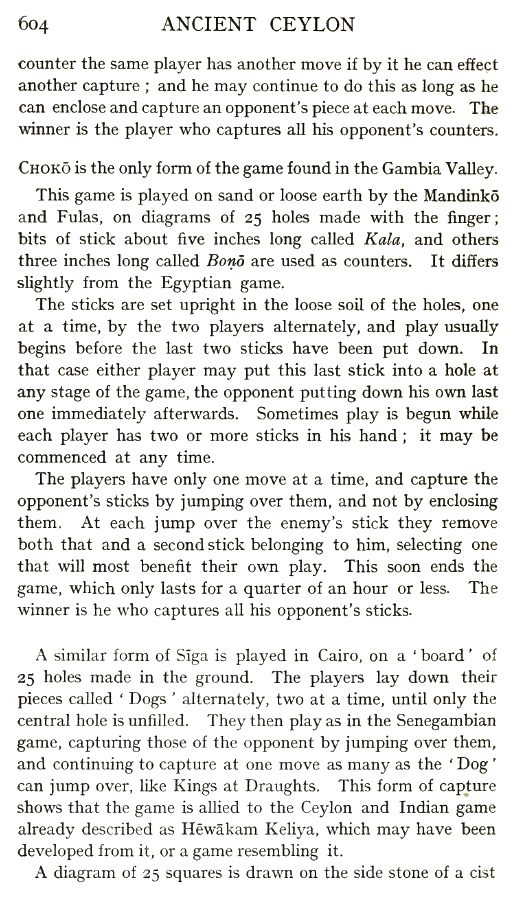 604 ANCIENT CEYLON
counter the same player has another move if by it he can effect
another capture ; and he may continue to do this as long as he
can enclose and capture an opponent's piece at each move. The
winner is the player who captures all his opponent's counters.
CHOKŌ is the only form of the game found in the Gambia Valley.
This game is played on sand or loose earth by the Mandinkō
and Fulas, on diagrams of 25 holes made with the finger ;
bits of stick about five inches long called Kala, and others
three inches long called Boṇō are used as counters. It differs
slightly from the Egyptian game.
The sticks are set upright in the loose soil of the holes, one
at a time, by the two players alternately, and play usually
begins before the last two sticks have been put down. In
that case either player may put this last stick into a hole at
any stage of the game, the opponent putting down his own last
one immediately afterwards. Sometimes play is begun while
each player has two or more sticks in his hand ; it may be
commenced at any time.
The players have only one move at a time, and capture the
opponent's sticks by jumping over them, and not by enclosing
them. At each jump over the enemy's stick they remove
both that and a second stick belonging to him, selecting one
that will most benefit their own play. This soon ends the
game, which only lasts for a quarter of an hour or less. The
winner is he who captures all his opponent's sticks.
A similar form of Sīga is played in Cairo, on a ' board ' of
25 holes made in the ground. The players lay down their
pieces called ' Dogs ' alternately, two at a time, until only the
central hole is unfilled. They then play as in the Senegambian
game, capturing those of the opponent by jumping over them,
and continuing to capture at one move as many as the ' Dog '
can jump over, like Kings at Draughts. This form of capture
shows that the game is allied to the Ceylon and Indian game
already described as Hēwākam Keliya, which may have been
developed from it, or a game resembling it.
A diagram of 25 squares is drawn on the side stone of a cist